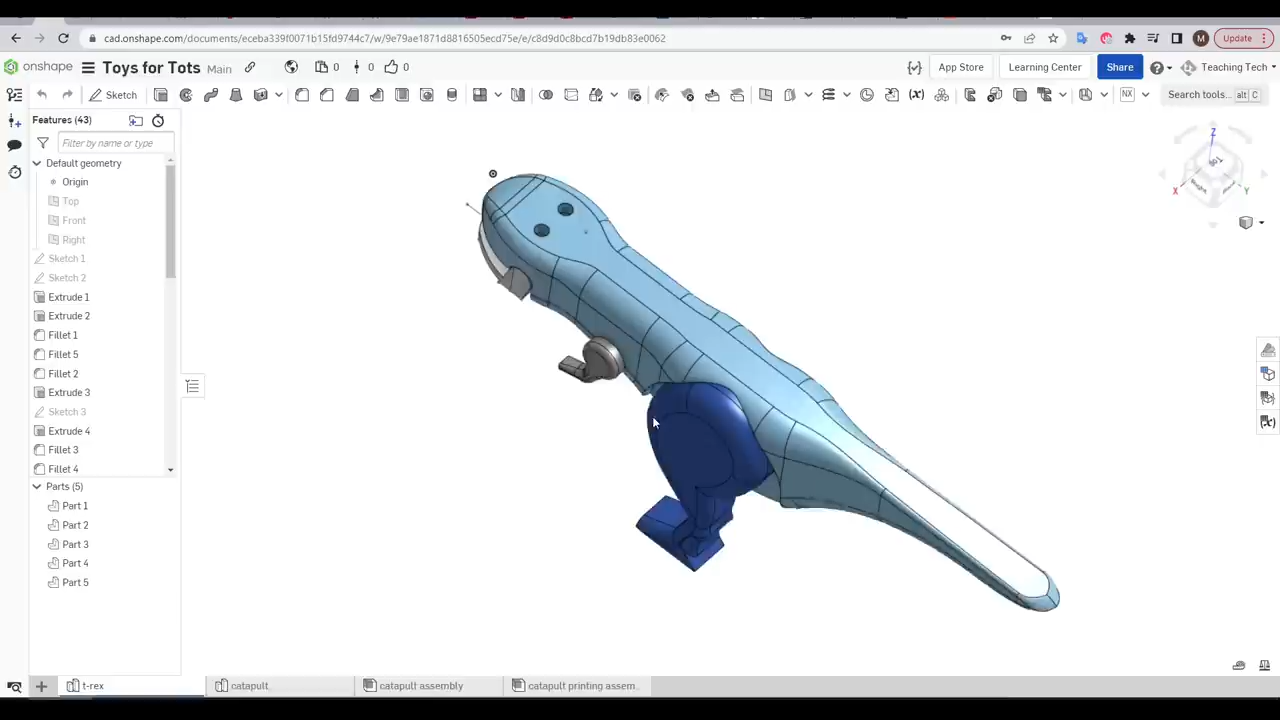 cad.onshape.com/documents/eceba339f0071b15fd9744c7/w/9e79ae1871d8816505ecd75e/e/c8d9d0c8bcd7b19db83e0062
M
Update
onshape
Toys for Tots Main
0
0
0
App Store
Learning Center
Share
Teaching Tech
Sketch
NX
Search tools...
alt C
Features (43)
Filter by name or type
Default geometry
Origin
Top
Front
Right
Sketch 1
Sketch 2
Extrude 1
Extrude 2
Fillet 1
Fillet 5
Fillet 2
Extrude 3
Sketch 3
Extrude 4
Fillet 3
Fillet 4
Parts (5)
Part 1
Part 2
Part 3
Part 4
Part 5
Z
X
Y
t-rex
catapult
catapult assembly
catapult printing assem...